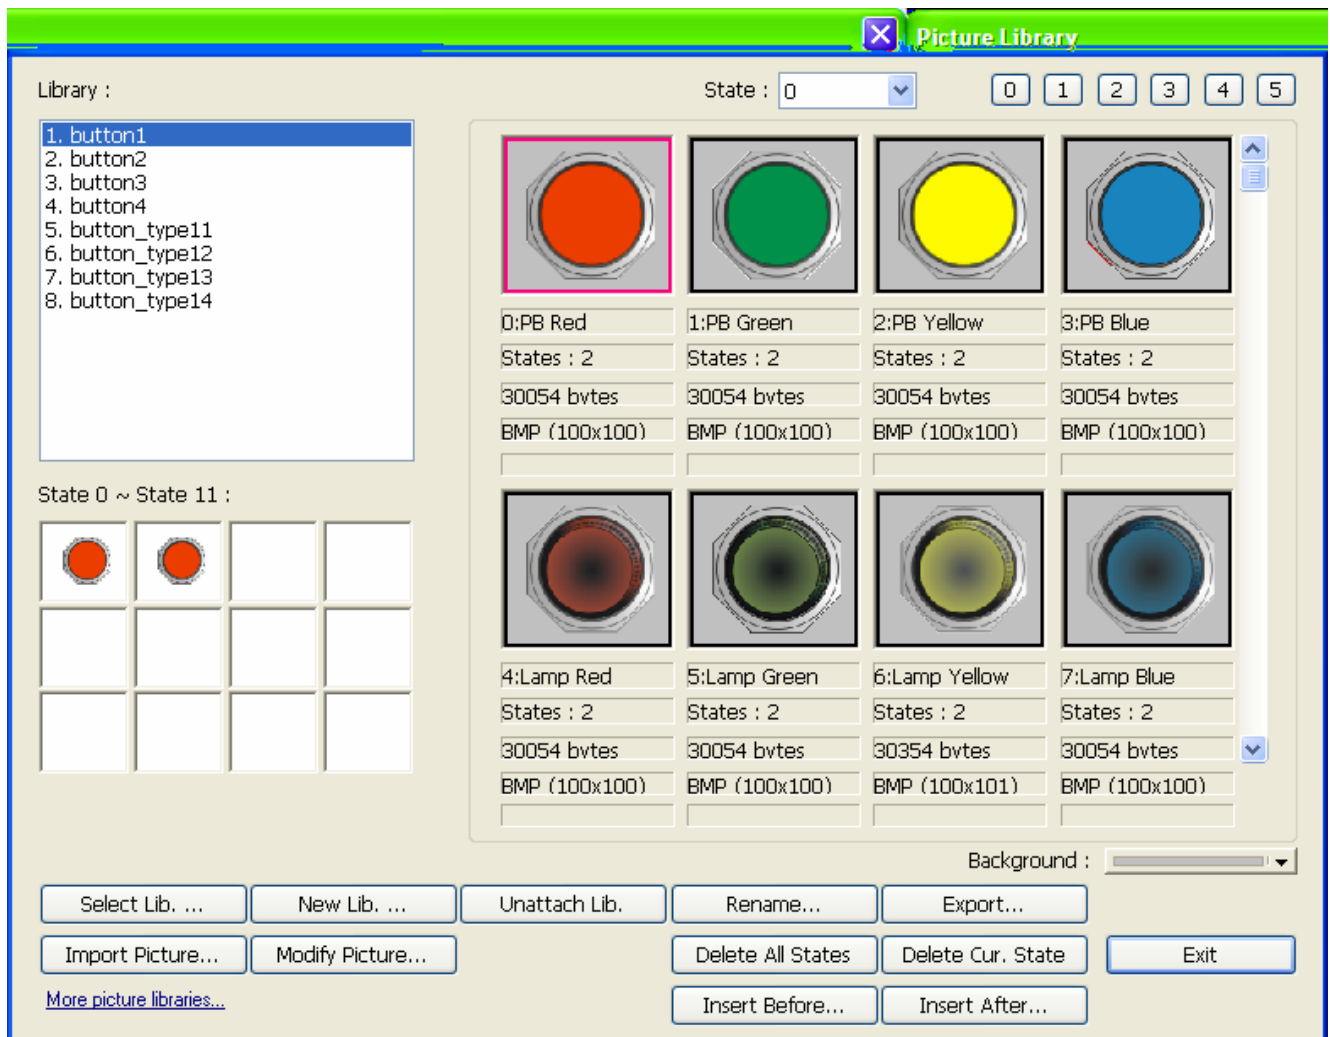 Picture Library
Library :
State : 0
0 1 2 3 4 5
1. button1
2. button2
3. button3
4. button4
5. button_type11
6. button_type12
7. button_type13
8. button_type14
0:PB Red 1:PB Green 2:PB Yellow 3:PB Blue
States : 2 States : 2 States : 2 States : 2
30054 bytes 30054 bytes 30054 bytes 30054 bytes
BMP (100x100) BMP (100x100) BMP (100x100) BMP (100x100)
State 0 ~ State 11 :
4:Lamp Red 5:Lamp Green 6:Lamp Yellow 7:Lamp Blue
States : 2 States : 2 States : 2 States : 2
30054 bytes 30054 bytes 30354 bytes 30054 bytes
BMP (100x100) BMP (100x100) BMP (100x101) BMP (100x100)
Background :
Select Lib. ... New Lib. ... Unattach Lib. Rename... Export...
Import Picture... Modify Picture... Delete All States Delete Cur. State Exit
More picture libraries... Insert Before... Insert After...